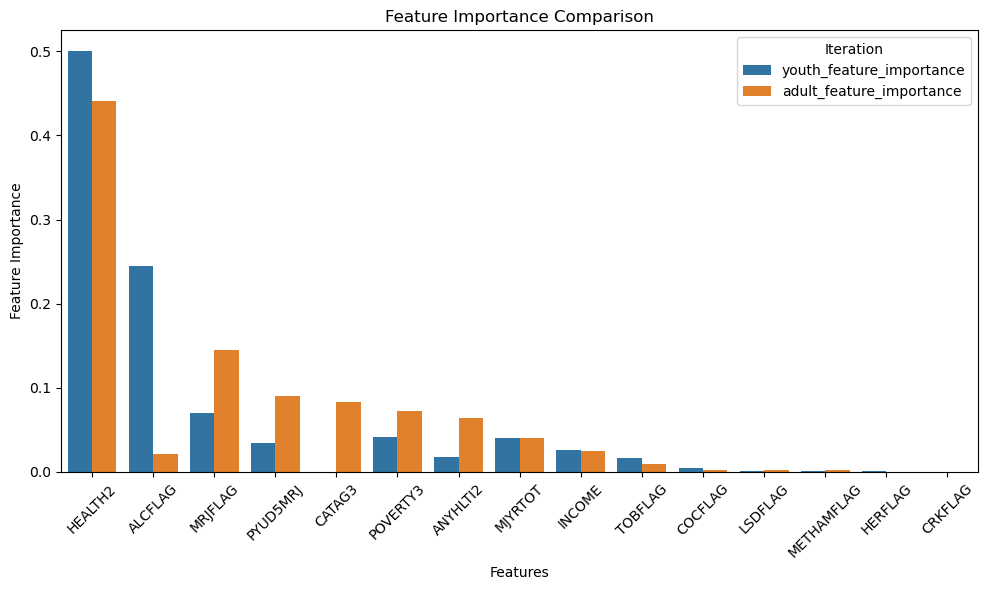 Feature Importance Comparison
Iteration
youth_feature_importance
adult_feature_importance
Feature Importance
0.5
0.4
0.3
0.2
0.1
0.0
HEALTH2
ALCFLAG
MRJFLAG
PYUD5MRJ
CATAG3
POVERTY3
ANYHLTI2
MJYRTOT
INCOME
TOBFLAG
COCFLAG
LSDFLAG
METHAMFLAG
HERFLAG
CRKFLAG
Features